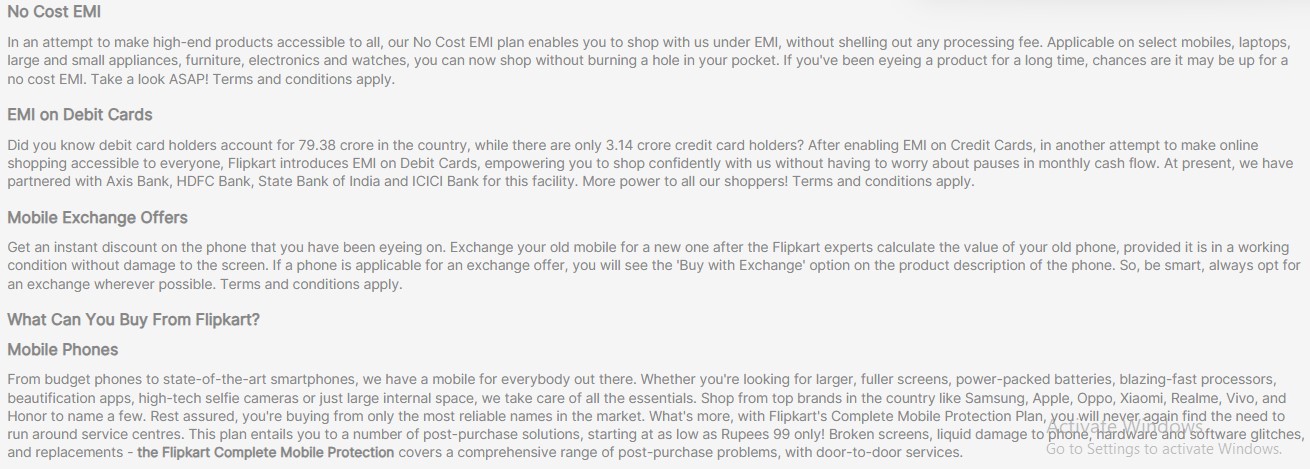 No Cost EMI
In an attempt to make high-end products accessible to all, our No Cost EMI plan enables you to shop with us under EMI, without shelling out any processing fee. Applicable on select mobiles, laptops,
large and small appliances, furniture, electronics and watches, you can now shop without burning a hole in your pocket. If you've been eyeing a product for a long time, chances are it may be up for a
no cost EMI. Take a look ASAP! Terms and conditions apply.
EMI on Debit Cards
Did you know debit card holders account for 79.38 crore in the country, while there are only 3.14 crore credit card holders? After enabling EMI on Credit Cards, in another attempt to make online
shopping accessible to everyone, Flipkart introduces EMI on Debit Cards, empowering you to shop confidently with us without having to worry about pauses in monthly cash flow. At present, we have
partnered with Axis Bank, HDFC Bank, State Bank of India and ICICI Bank for this facility. More power to all our shoppers! Terms and conditions apply.
Mobile Exchange Offers
Get an instant discount on the phone that you have been eyeing on. Exchange your old mobile for a new one after the Flipkart experts calculate the value of your old phone, provided it is in a working
condition without damage to the screen. If a phone is applicable for an exchange offer, you will see the 'Buy with Exchange' option on the product description of the phone. So, be smart, always opt for
an exchange wherever possible. Terms and conditions apply.
What Can You Buy From Flipkart?
Mobile Phones
From budget phones to state-of-the-art smartphones, we have a mobile for everybody out there. Whether you're looking for larger, fuller screens, power-packed batteries, blazing-fast processors,
beautification apps, high-tech selfie cameras or just large internal space, we take care of all the essentials. Shop from top brands in the country like Samsung, Apple, Oppo, Xiaomi, Realme, Vivo, and
Honor to name a few. Rest assured, you're buying from only the most reliable names in the market. What's more, with Flipkart's Complete Mobile Protection Plan, you will never again find the need to
run around service centres. This plan entails you to a number of post-purchase solutions, starting at as low as Rupees 99 only! Broken screens, liquid damage to phone, hardware and software glitches,
and replacements - the Flipkart Complete Mobile Protection covers a comprehensive range of post-purchase problems, with door-to-door services.
Activate Windows
Go to Settings to activate Windows.